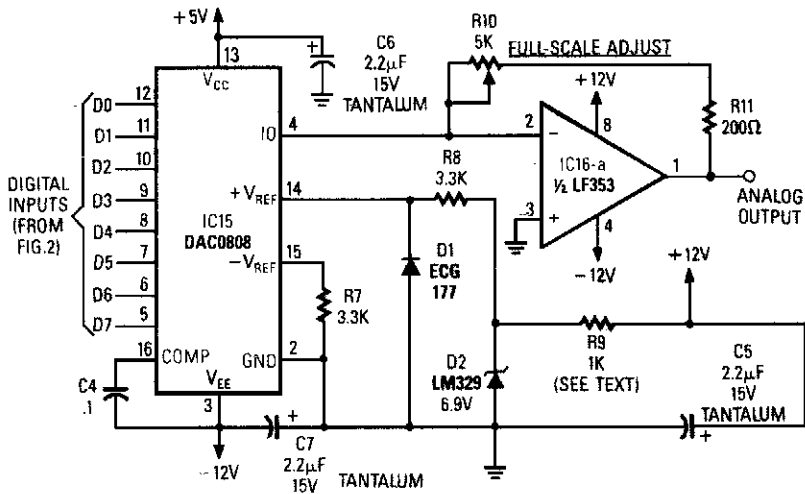 +5V
13
VCC
+
C6
2.2µF
15V
TANTALUM
R10
5K
FULL-SCALE ADJUST
+12V
8
R11
200Ω
DIGITAL
INPUTS
(FROM
FIG.2)
D0 12
D1 11
D2 10
D3 9
D4 8
D5 7
D6 6
D7 5
16 COMP
IO 4
+VREF 14
-VREF 15
GND 2
IC15
DAC0808
VEE
3
-12V
C4
.1
R8
3.3K
R7
3.3K
D1
ECG
177
D2
LM329
6.9V
2 −
3 +
IC16-a
½ LF353
1
4
-12V
ANALOG
OUTPUT
+12V
R9
1K
(SEE TEXT)
C5
2.2µF
15V
TANTALUM
+
+
C7
2.2µF
15V
TANTALUM